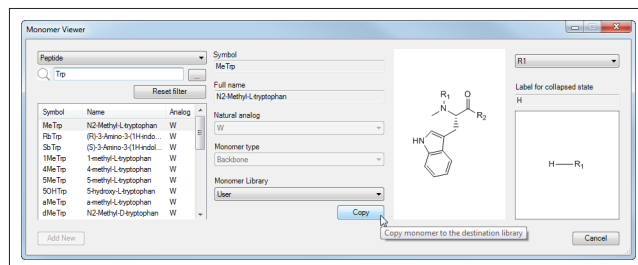 Monomer Viewer
Peptide
Trp
...
Reset filter
Symbol Name Analog
MeTrp N2-Methyl-L-tryptophan W
RbTrp (R)-3-Amino-3-(1H-indo... W
SbTrp (S)-3-Amino-3-(1H-indol... W
1MeTrp 1-methyl-L-tryptophan W
4MeTrp 4-methyl-L-tryptophan W
5MeTrp 5-methyl-L-tryptophan W
5OHTrp 5-hydroxy-L-tryptophan W
aMeTrp a-methyl-L-tryptophan W
dMeTrp N2-Methyl-D-tryptophan W
Add New
Symbol
MeTrp
Full name
N2-Methyl-L-tryptophan
Natural analog
W
Monomer type
Backbone
Monomer Library
User
Copy
Copy monomer to the destination library
R1 O
N R2
HN
R1
Label for collapsed state
H
H R1
Cancel